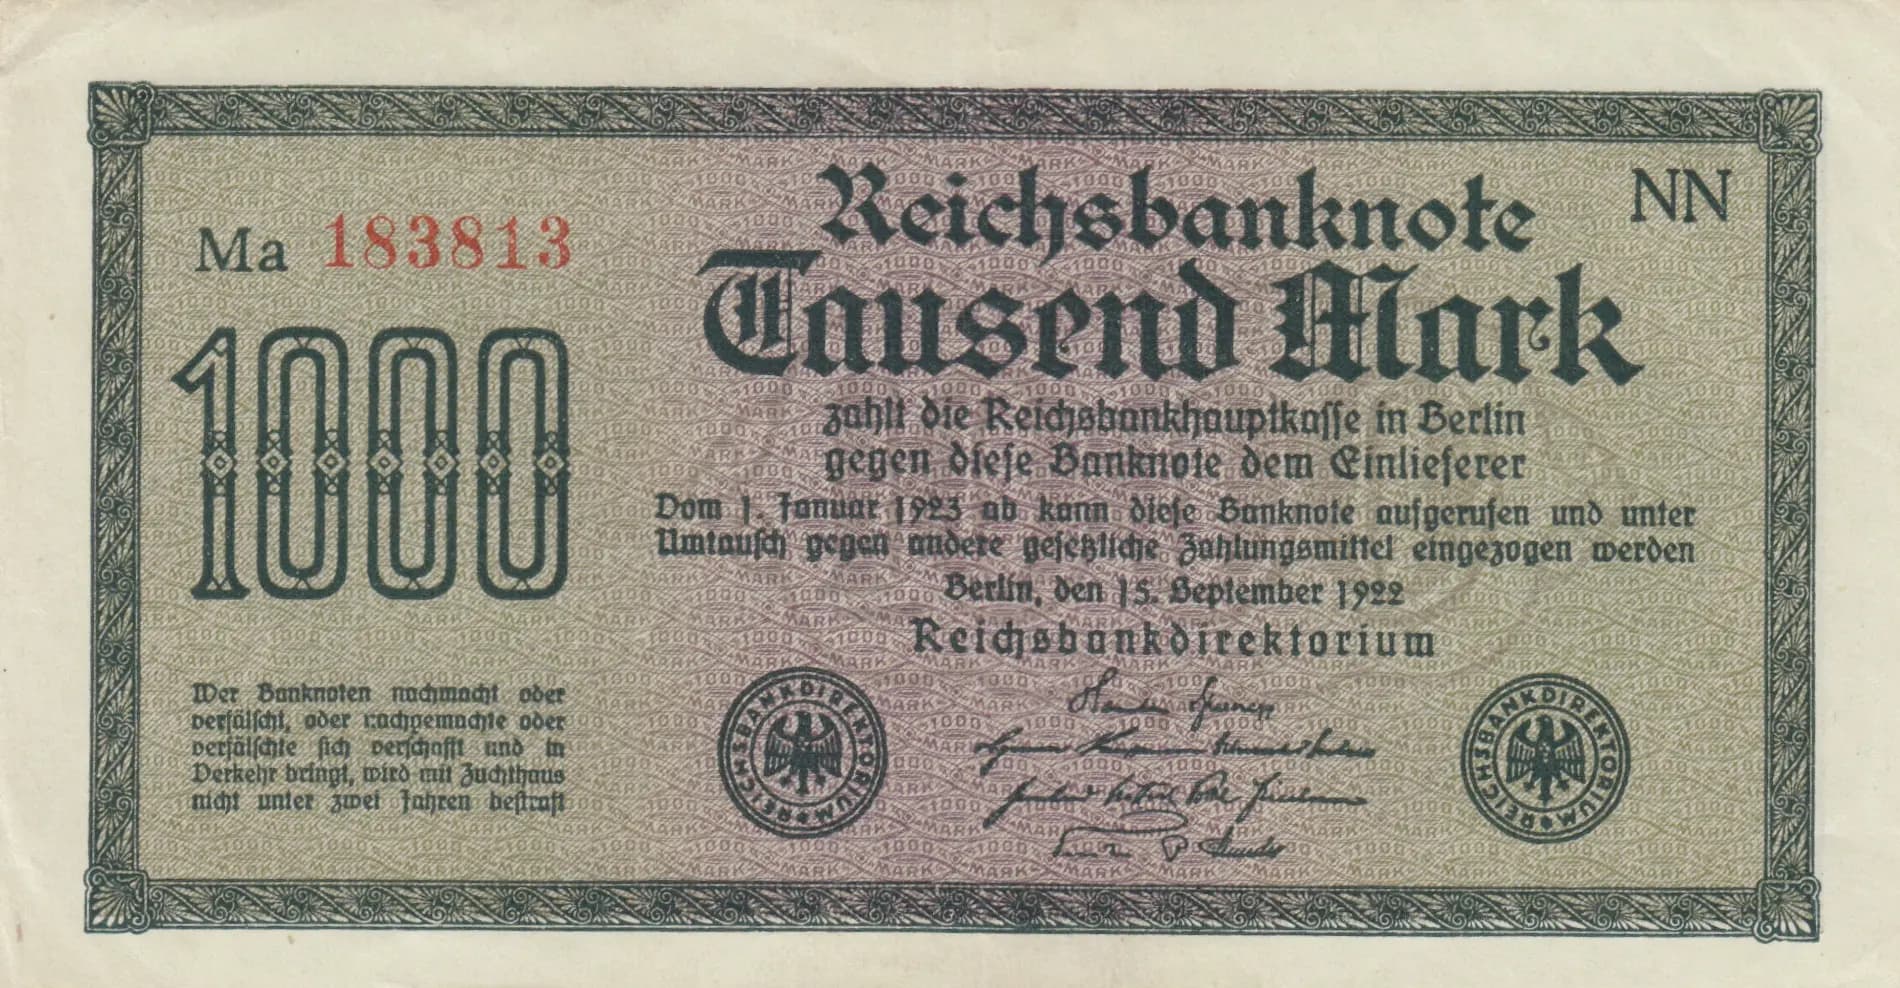 Reichsbanknote
NN
Ma 183813
Tausend Mark
1000
zahlt die Reichsbankhauptkasse in Berlin
gegen diese Banknote dem Einlieferer
Vom 1. Januar 1923 ab kann diese Banknote aufgerufen und unter
Umtausch gegen andere gesetzliche Zahlungsmittel eingezogen werden
Berlin, den 15. September 1922
Reichsbankdirektorium
Wer Banknoten nachmacht oder
verfälscht, oder nachgemachte oder
verfälschte sich verschafft und in
Verkehr bringt, wird mit Zuchthaus
nicht unter zwei Jahren bestraft
REICHSBANKDIREKTORIUM
REICHSBANKDIREKTORIUM